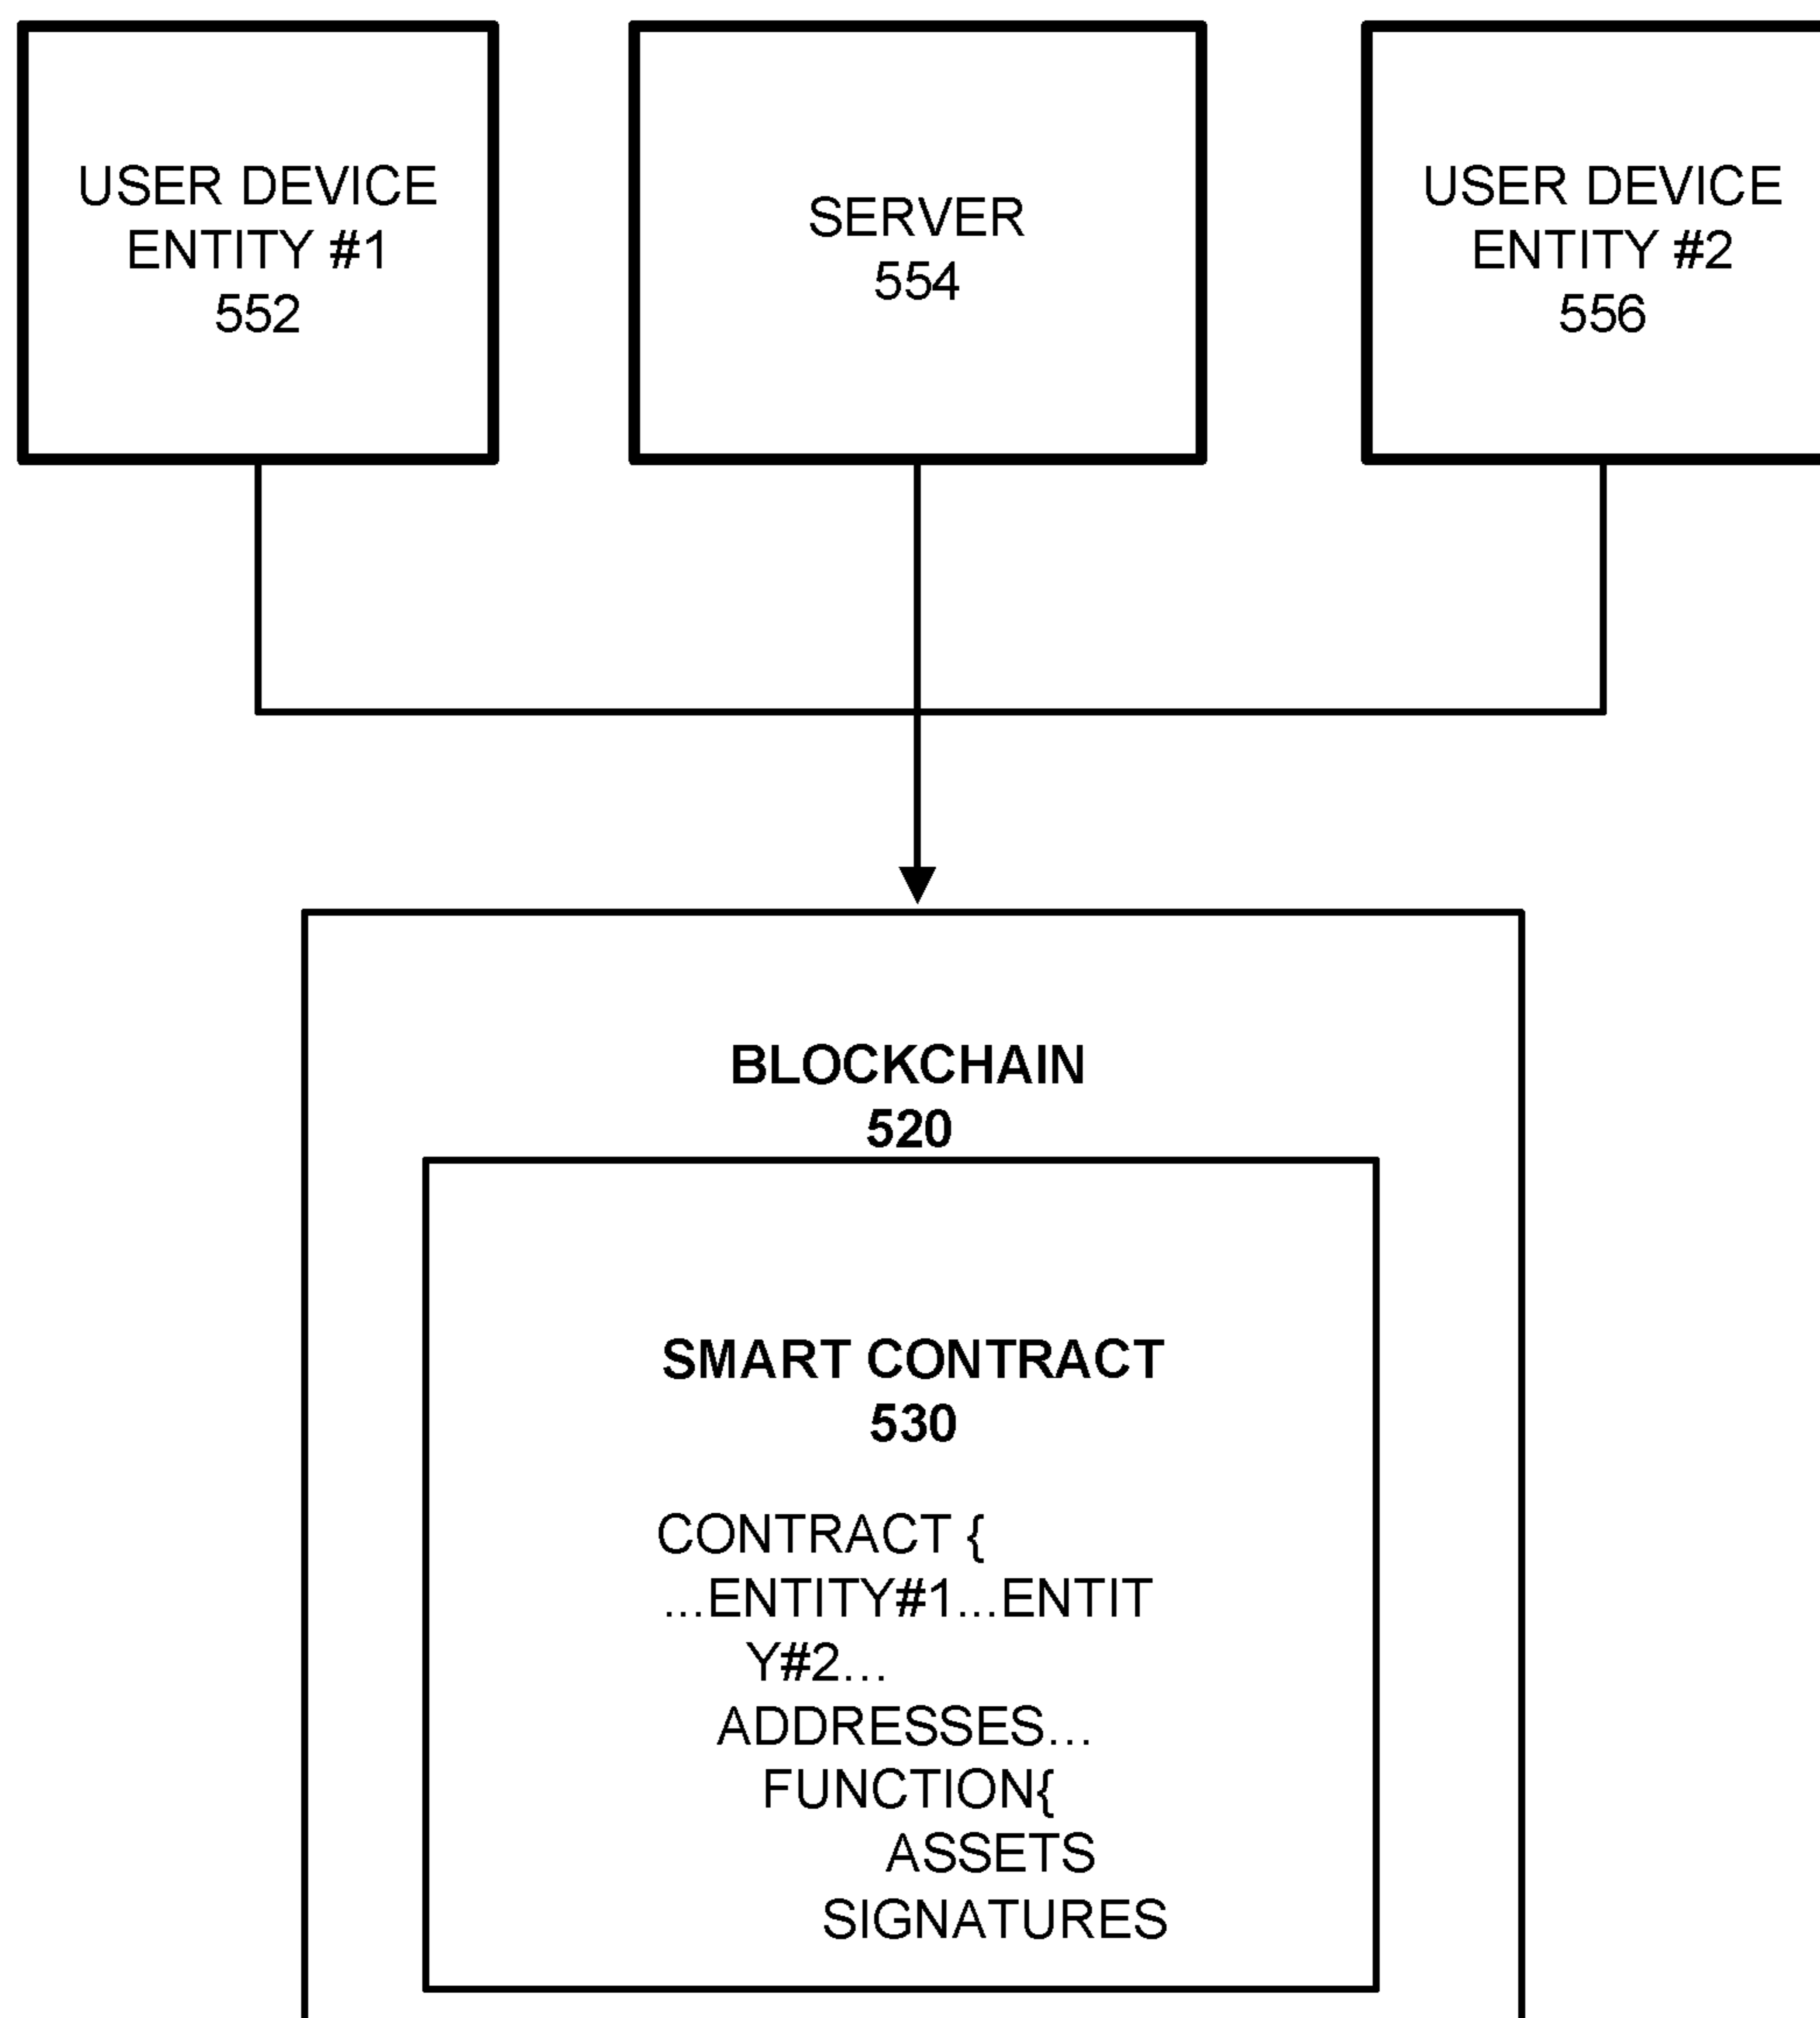 USER DEVICE
ENTITY #1
552
SERVER
554
USER DEVICE
ENTITY #2
556
BLOCKCHAIN
520
SMART CONTRACT
530
CONTRACT {
...ENTITY#1...ENTIT
Y#2...
ADDRESSES...
FUNCTION{
ASSETS
SIGNATURES